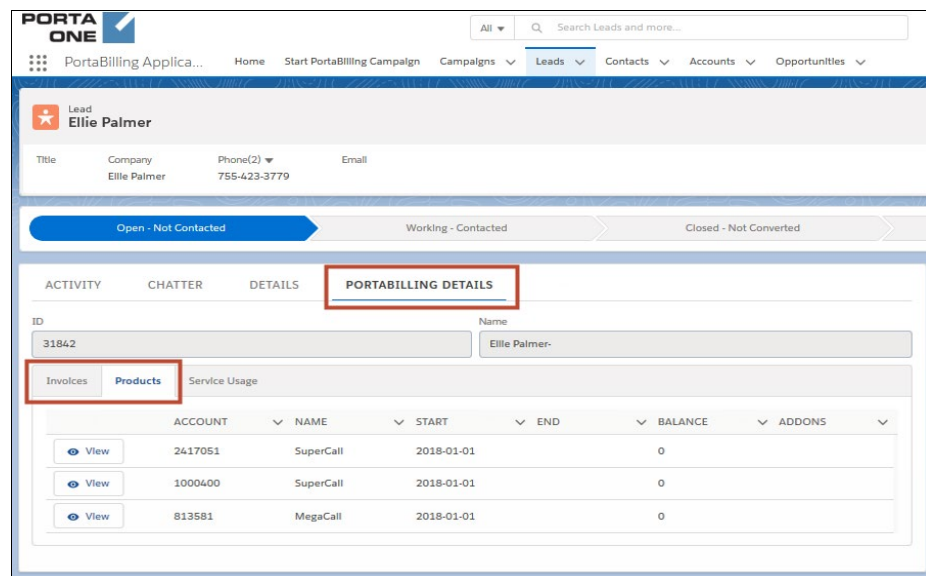 PORTA
ONE
All
Search Leads and more...
PortaBilling Applica... Home Start PortaBilling Campaign Campaigns Leads Contacts Accounts Opportunities
Lead
Ellie Palmer
Title Company Phone(2) Email
Ellie Palmer 755-423-3779
Open - Not Contacted Working - Contacted Closed - Not Converted
ACTIVITY CHATTER DETAILS PORTABILLING DETAILS
ID Name
31842 Ellie Palmer-
Invoices Products Service Usage
ACCOUNT NAME START END BALANCE ADDONS
View 2417051 SuperCall 2018-01-01 0
View 1000400 SuperCall 2018-01-01 0
View 813581 MegaCall 2018-01-01 0